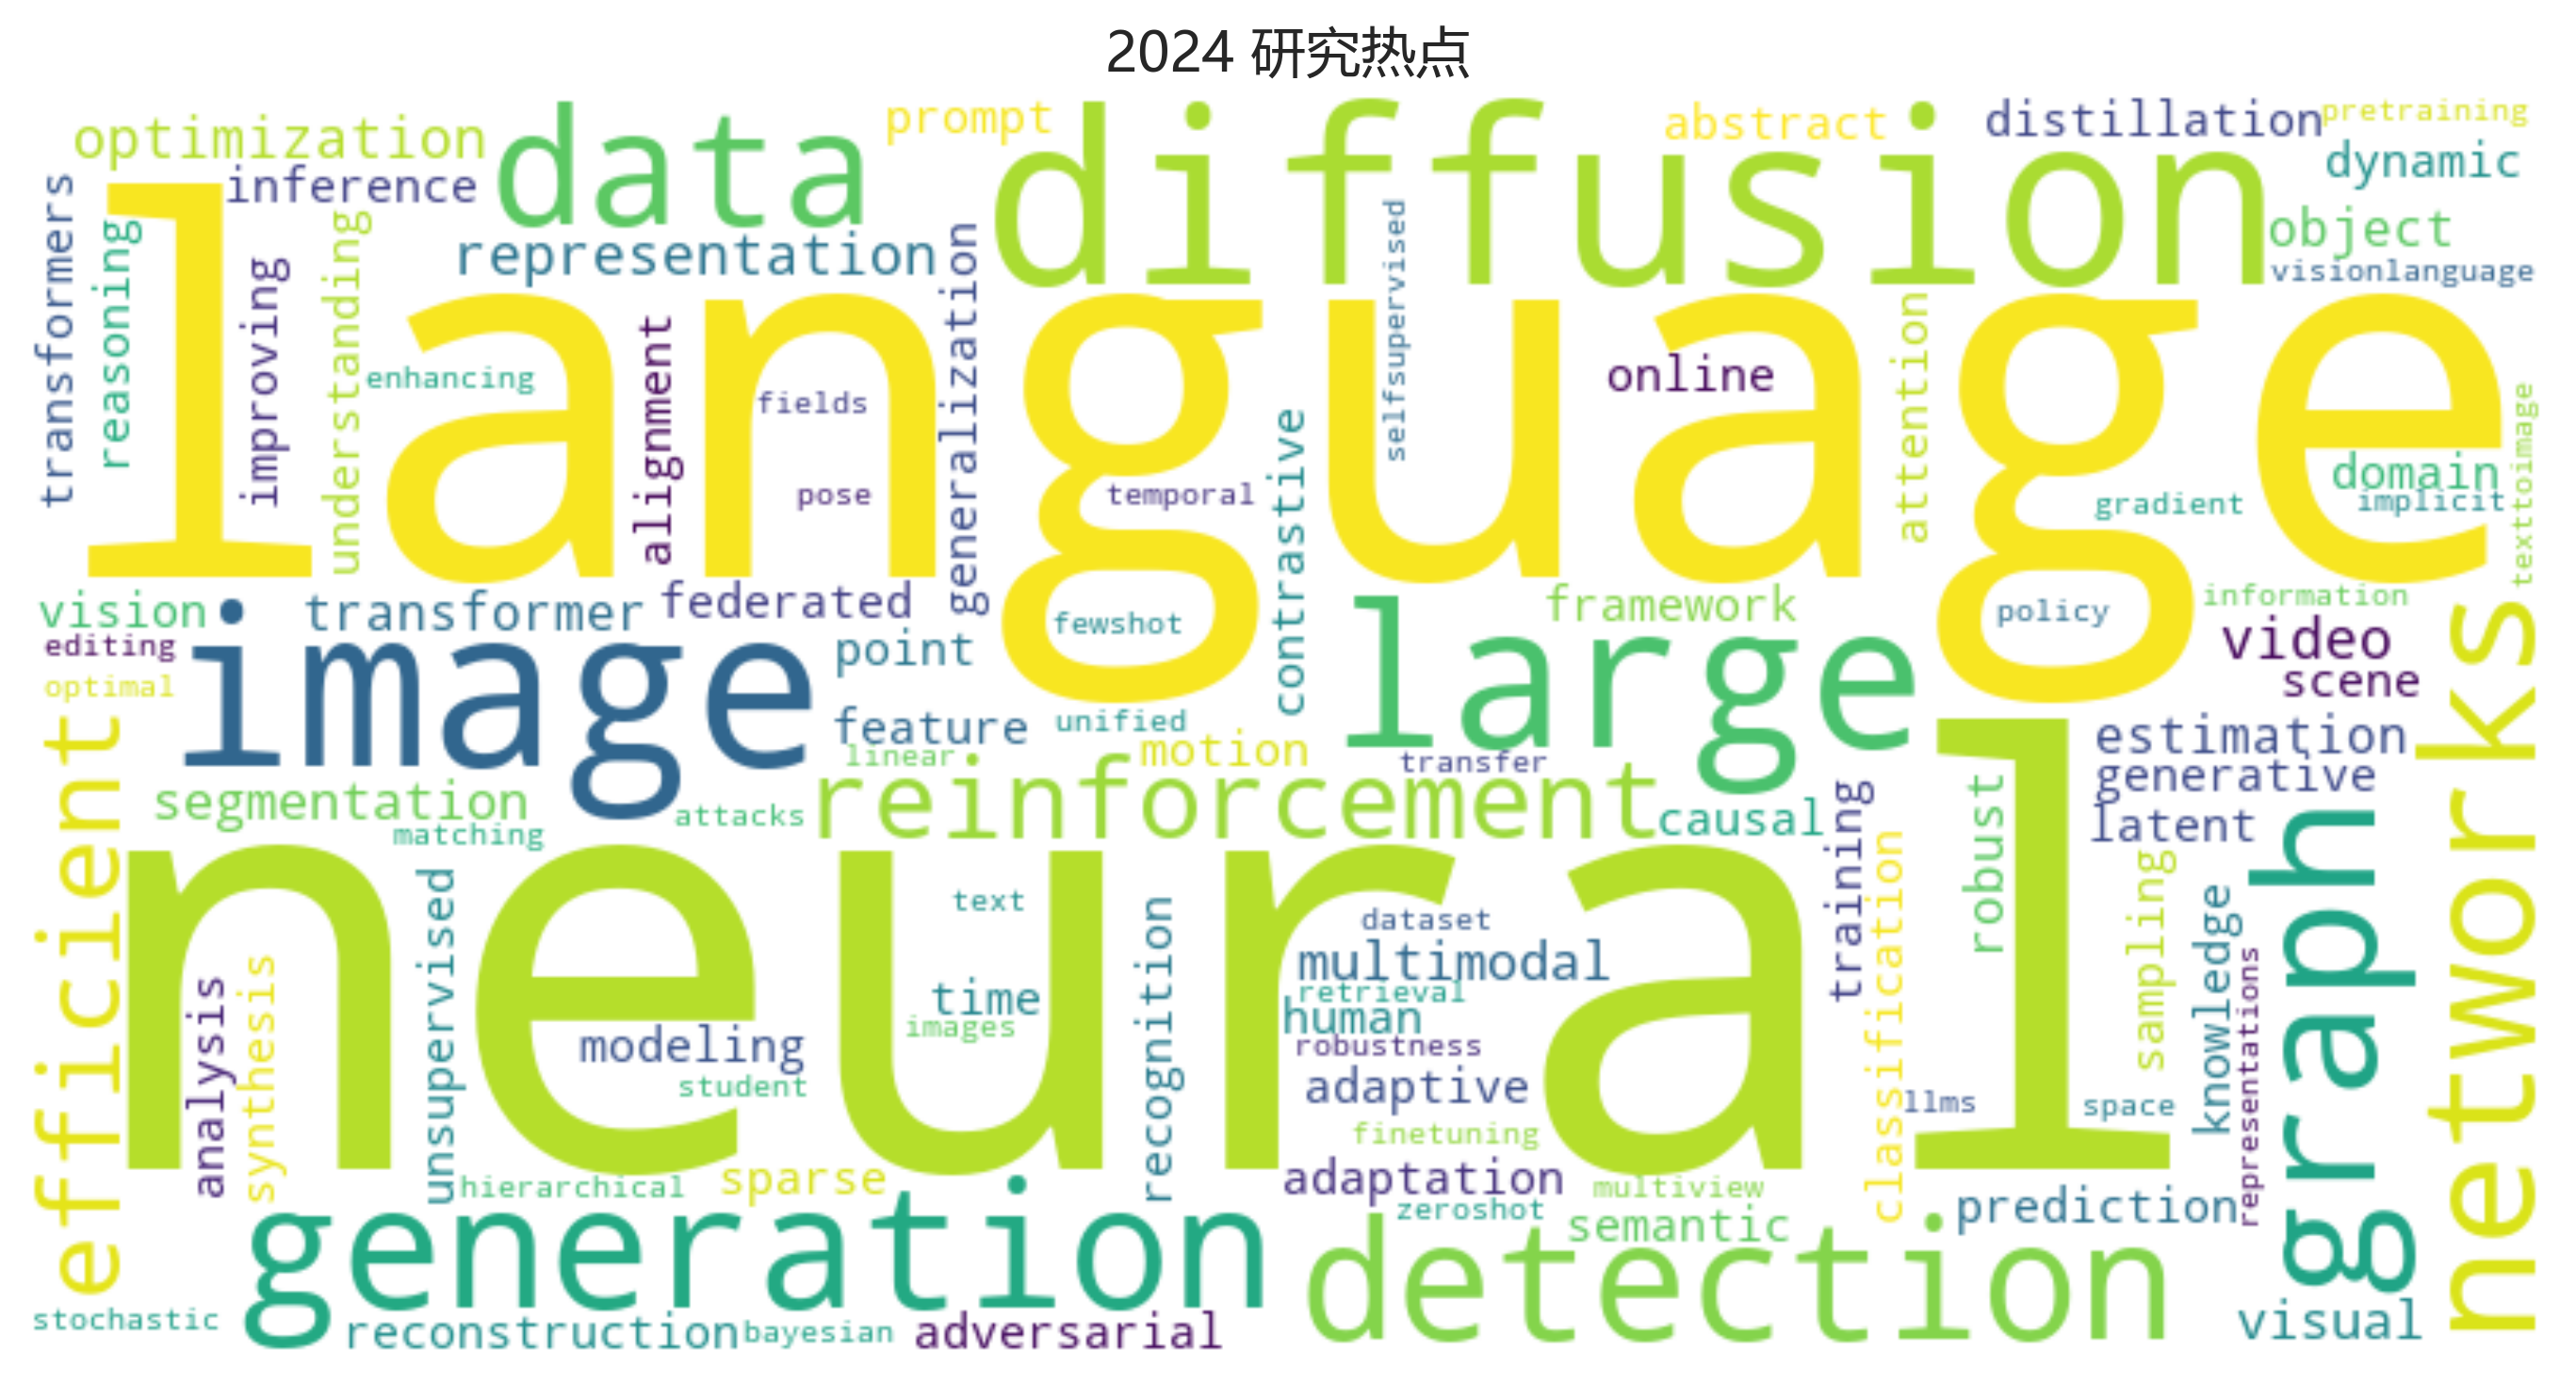 2024 研究热点
optimization
data
prompt
diffusion
abstract
distillation
pretraining
inference
dynamic
transformers
reasoning
improving
understanding
representation
generalization
selfsupervised
object
visionlanguage
language
enhancing
alignment
fields
pose
temporal
contrastive
online
attention
gradient
domain
implicit
texttoimage
vision
transformer
federated
fewshot
framework
policy
information
editing
image
point
large
video
optimal
scene
efficient
feature
unified
linear
motion
transfer
estimation
networks
segmentation
attacks
reinforcement
causal
training
robust
generative
latent
graph
matching
neural
unsupervised
text
recognition
dataset
multimodal
classification
sampling
knowledge
representations
analysis
synthesis
time
images
retrieval
human
modeling
robustness
student
adaptive
llms
space
finetuning
hierarchical
sparse
adaptation
multiview
zeroshot
semantic
prediction
generation
detection
stochastic
reconstruction
bayesian
adversarial
visual